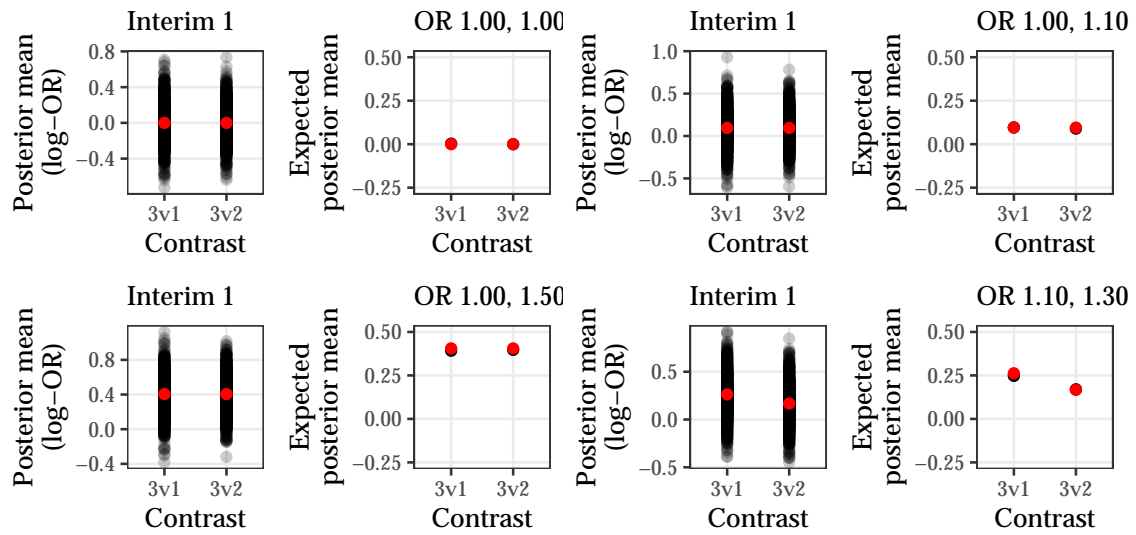 Interim 1
Posterior mean
(log−OR)
0.8
0.4
0.0
−0.4
3v1
3v2
Contrast
OR 1.00, 1.00
Expected
posterior mean
0.50
0.25
0.00
−0.25
3v1
3v2
Contrast
Interim 1
Posterior mean
(log−OR)
1.0
0.5
0.0
−0.5
3v1
3v2
Contrast
OR 1.00, 1.10
Expected
posterior mean
0.50
0.25
0.00
−0.25
3v1
3v2
Contrast
Interim 1
Posterior mean
(log−OR)
0.8
0.4
0.0
−0.4
3v1
3v2
Contrast
OR 1.00, 1.50
Expected
posterior mean
0.50
0.25
0.00
−0.25
3v1
3v2
Contrast
Interim 1
Posterior mean
(log−OR)
0.5
0.0
−0.5
3v1
3v2
Contrast
OR 1.10, 1.30
Expected
posterior mean
0.50
0.25
0.00
−0.25
3v1
3v2
Contrast